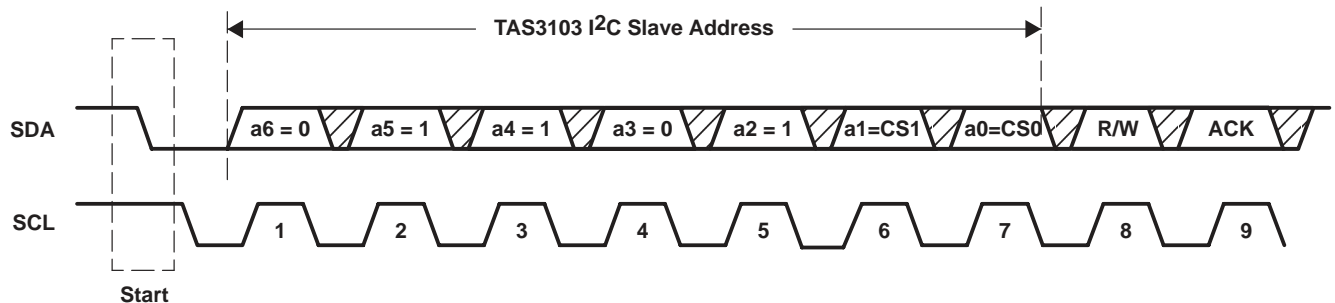 TAS3103 I2C Slave Address
SDA
a6 = 0
a5 = 1
a4 = 1
a3 = 0
a2 = 1
a1=CS1
a0=CS0
R/W
ACK
SCL
1
2
3
4
5
6
7
8
9
Start